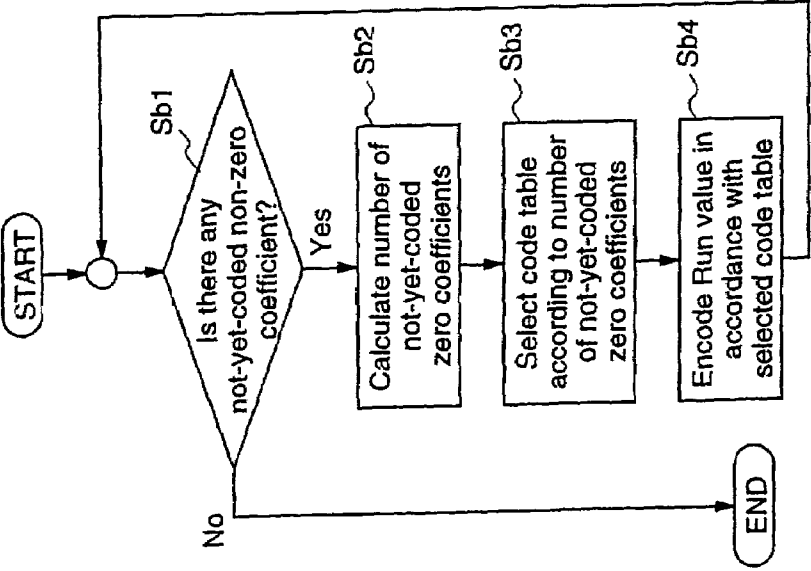 START
Sb1
Is there any
not-yet-coded non-zero
coefficient?
No
Yes
Sb2
Calculate number of
not-yet-coded
zero coefficients
Sb3
Select code table
according to number
of not-yet-coded
zero coefficients
Sb4
Encode Run value in
accordance with
selected code table
END